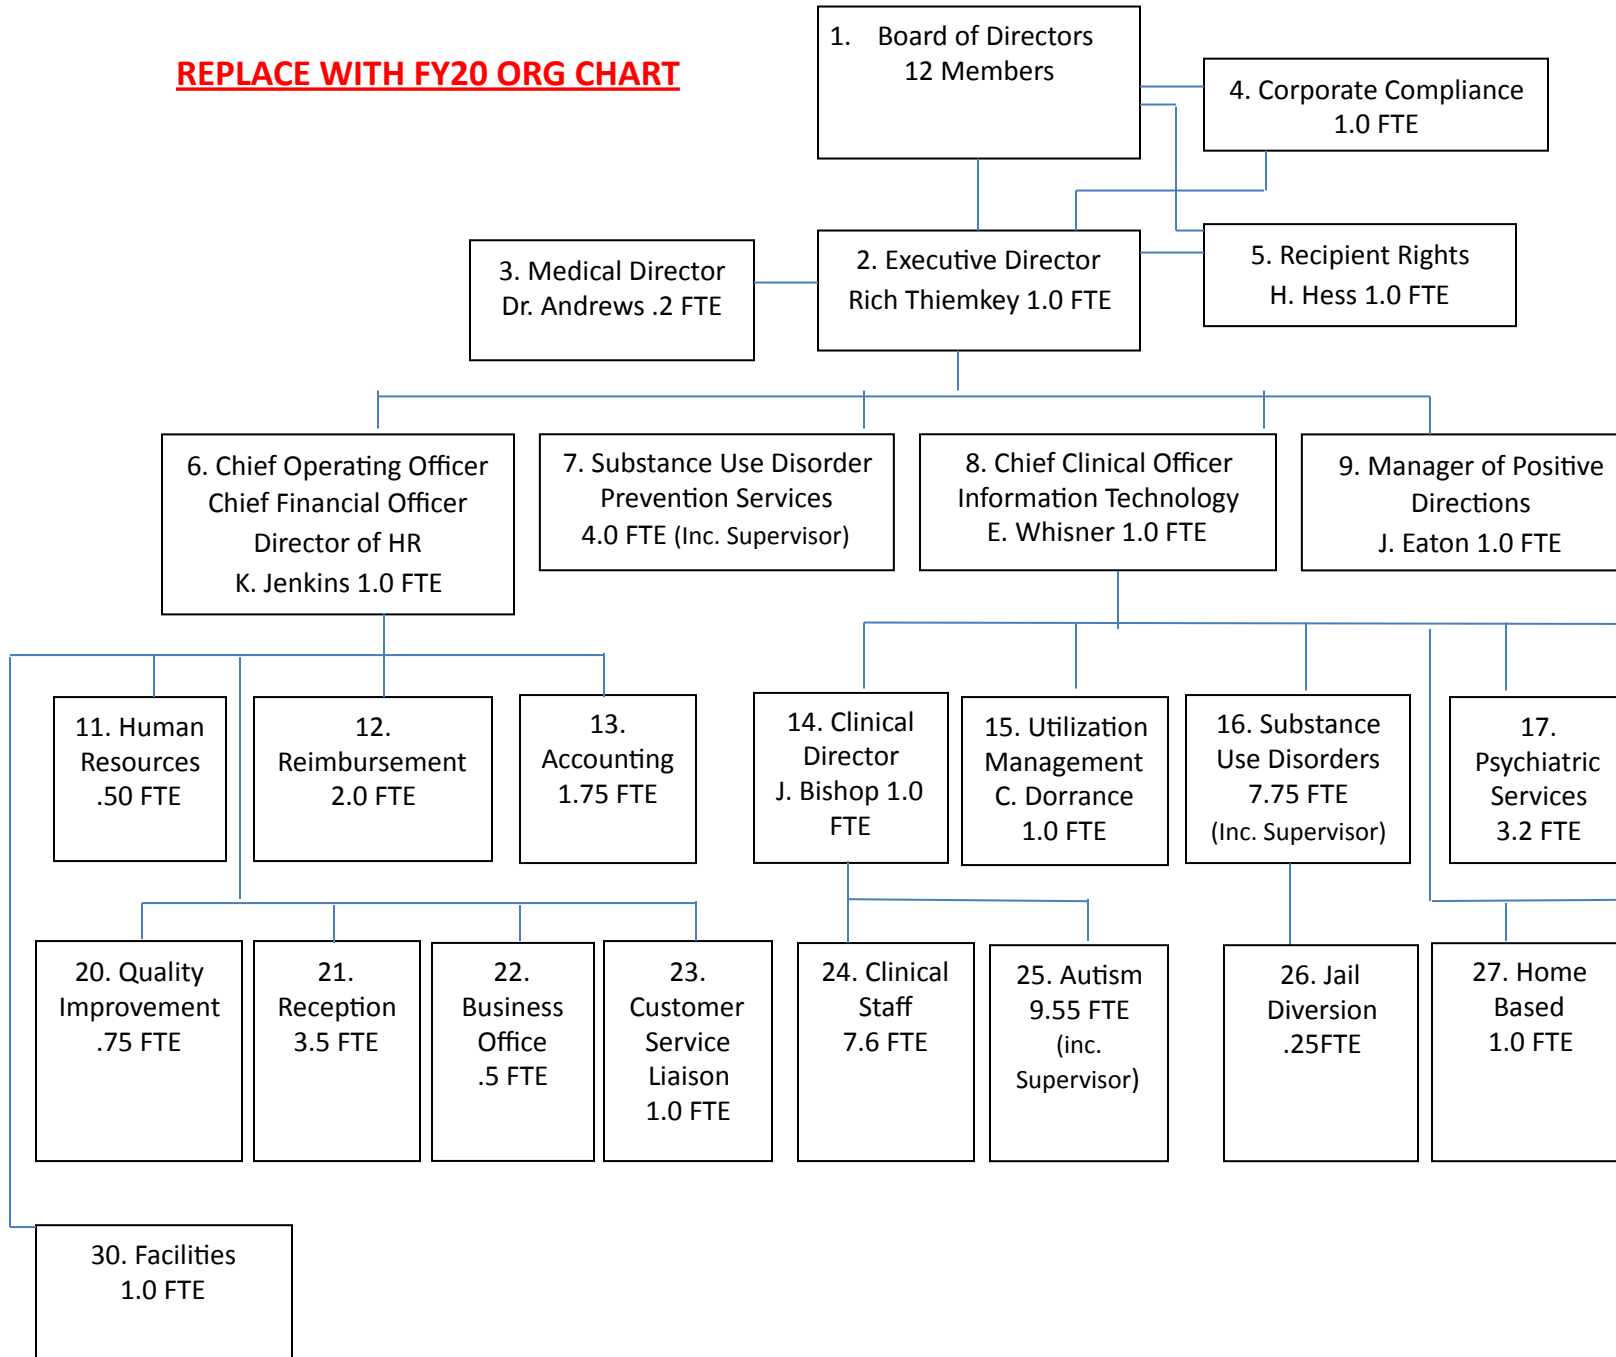 REPLACE WITH FY20 ORG CHART
1. Board of Directors
12 Members
4. Corporate Compliance
1.0 FTE
3. Medical Director
Dr. Andrews .2 FTE
2. Executive Director
Rich Thiemkey 1.0 FTE
5. Recipient Rights
H. Hess 1.0 FTE
6. Chief Operating Officer
Chief Financial Officer
Director of HR
K. Jenkins 1.0 FTE
7. Substance Use Disorder
Prevention Services
4.0 FTE (Inc. Supervisor)
8. Chief Clinical Officer
Information Technology
E. Whisner 1.0 FTE
9. Manager of Positive
Directions
J. Eaton 1.0 FTE
11. Human
Resources
.50 FTE
12.
Reimbursement
2.0 FTE
13.
Accounting
1.75 FTE
14. Clinical
Director
J. Bishop 1.0
FTE
15. Utilization
Management
C. Dorrance
1.0 FTE
16. Substance
Use Disorders
7.75 FTE
(Inc. Supervisor)
17.
Psychiatric
Services
3.2 FTE
20. Quality
Improvement
.75 FTE
21.
Reception
3.5 FTE
22.
Business
Office
.5 FTE
23.
Customer
Service
Liaison
1.0 FTE
24. Clinical
Staff
7.6 FTE
25. Autism
9.55 FTE
(inc.
Supervisor)
26. Jail
Diversion
.25FTE
27. Home
Based
1.0 FTE
30. Facilities
1.0 FTE